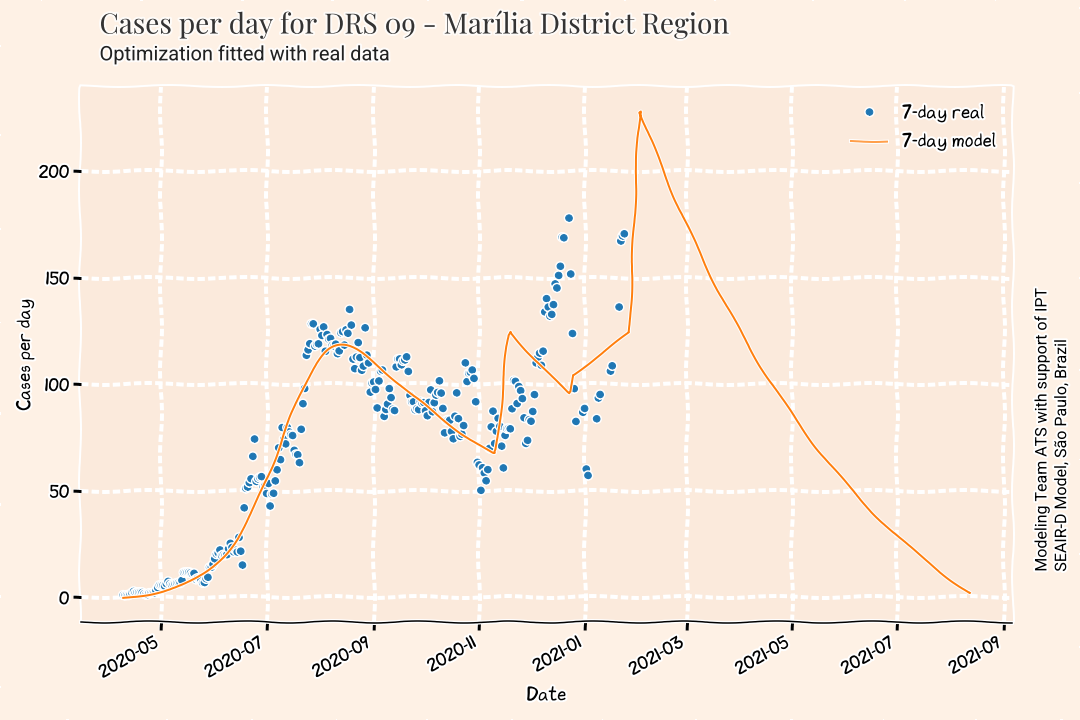 Cases per day for DRS 09 - Marília District Region
Optimization fitted with real data
7-day real
7-day model
200
150
100
50
0
Cases per day
2020-05
2020-07
2020-09
2020-11
2021-01
2021-03
2021-05
2021-07
2021-09
Date
Modeling Team ATS with support of IPT
SEAIR-D Model, São Paulo, Brazil